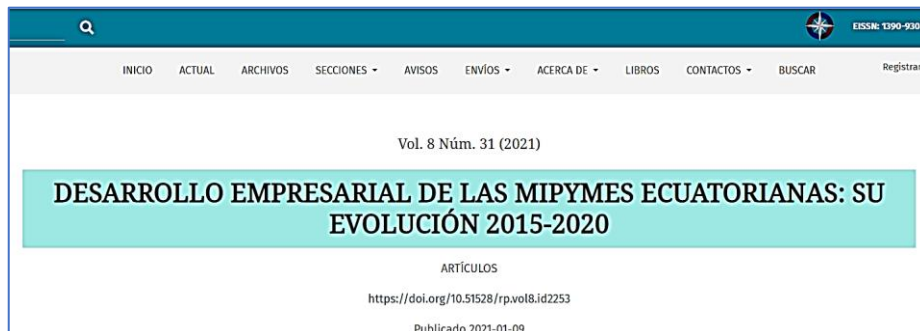 EISSN: 1390-930
INICIO ACTUAL ARCHIVOS SECCIONES AVISOS ENVÍOS ACERCA DE LIBROS CONTACTOS BUSCAR Registrar
Vol. 8 Núm. 31 (2021)
DESARROLLO EMPRESARIAL DE LAS MIPYMES ECUATORIANAS: SU
EVOLUCIÓN 2015-2020
ARTÍCULOS
https://doi.org/10.51528/rp.vol8.id2253
Publicado 2021-01-09